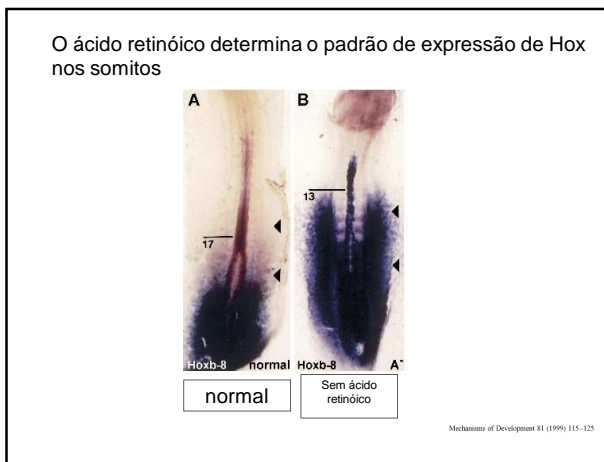 O ácido retinóico determina o padrão de expressão de Hox
nos somitos
A
B
13
17
Hoxb-8 normal
Hoxb-8 A⁻
normal
Sem ácido
retinóico
Mechanisms of Development 81 (1999) 115–125